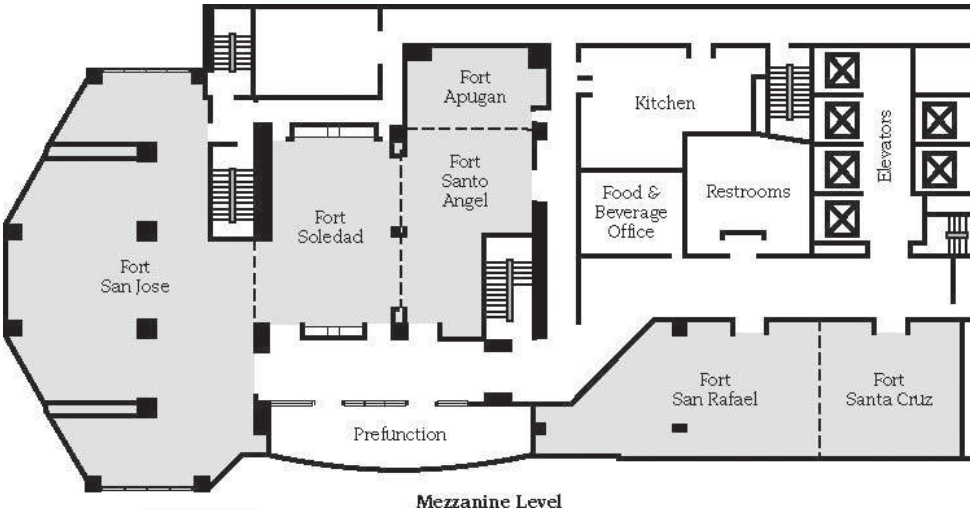 Fort
Apugan
Kitchen
Elevators
Fort
Santo
Angel
Food &
Beverage
Office
Restrooms
Fort
Soledad
Fort
San Jose
Fort
San Rafael
Fort
Santa Cruz
Prefunction
Mezzanine Level